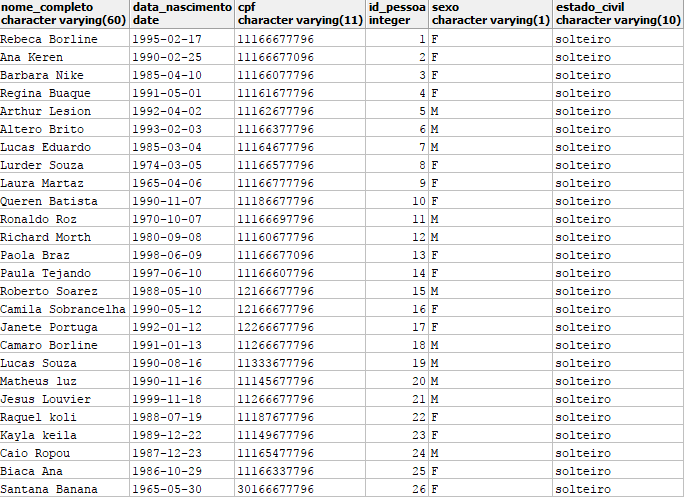 nome_completo data_nascimento cpf id_pessoa sexo estado_civil
character varying(60) date character varying(11) integer character varying(1) character varying(10)
Rebeca Borline 1995-02-17 11166677796 1 F solteiro
Ana Keren 1990-02-25 11166677096 2 F solteiro
Barbara Nike 1985-04-10 11166077796 3 F solteiro
Regina Buaque 1991-05-01 11161677796 4 F solteiro
Arthur Lesion 1992-04-02 11162677796 5 M solteiro
Altero Brito 1993-02-03 11166377796 6 M solteiro
Lucas Eduardo 1985-03-04 11164677796 7 M solteiro
Lurder Souza 1974-03-05 11166577796 8 F solteiro
Laura Martaz 1965-04-06 11166777796 9 F solteiro
Queren Batista 1990-11-07 11186677796 10 F solteiro
Ronaldo Roz 1970-10-07 11166697796 11 M solteiro
Richard Morth 1980-09-08 11160677796 12 M solteiro
Paola Braz 1998-06-09 11166677096 13 F solteiro
Paula Tejando 1997-06-10 11166607796 14 F solteiro
Roberto Soarez 1988-05-10 12166677796 15 M solteiro
Camila Sobrancelha 1990-05-12 12166677796 16 F solteiro
Janete Portuga 1992-01-12 12266677796 17 F solteiro
Camaro Borline 1991-01-13 11266677796 18 M solteiro
Lucas Souza 1990-08-16 11333677796 19 M solteiro
Matheus luz 1990-11-16 11145677796 20 M solteiro
Jesus Louvier 1999-11-18 11266677796 21 M solteiro
Raquel koli 1988-07-19 11187677796 22 F solteiro
Kayla keila 1989-12-22 11149677796 23 F solteiro
Caio Ropou 1987-12-23 11165477796 24 M solteiro
Biaca Ana 1986-10-29 11166337796 25 F solteiro
Santana Banana 1965-05-30 30166677796 26 F solteiro